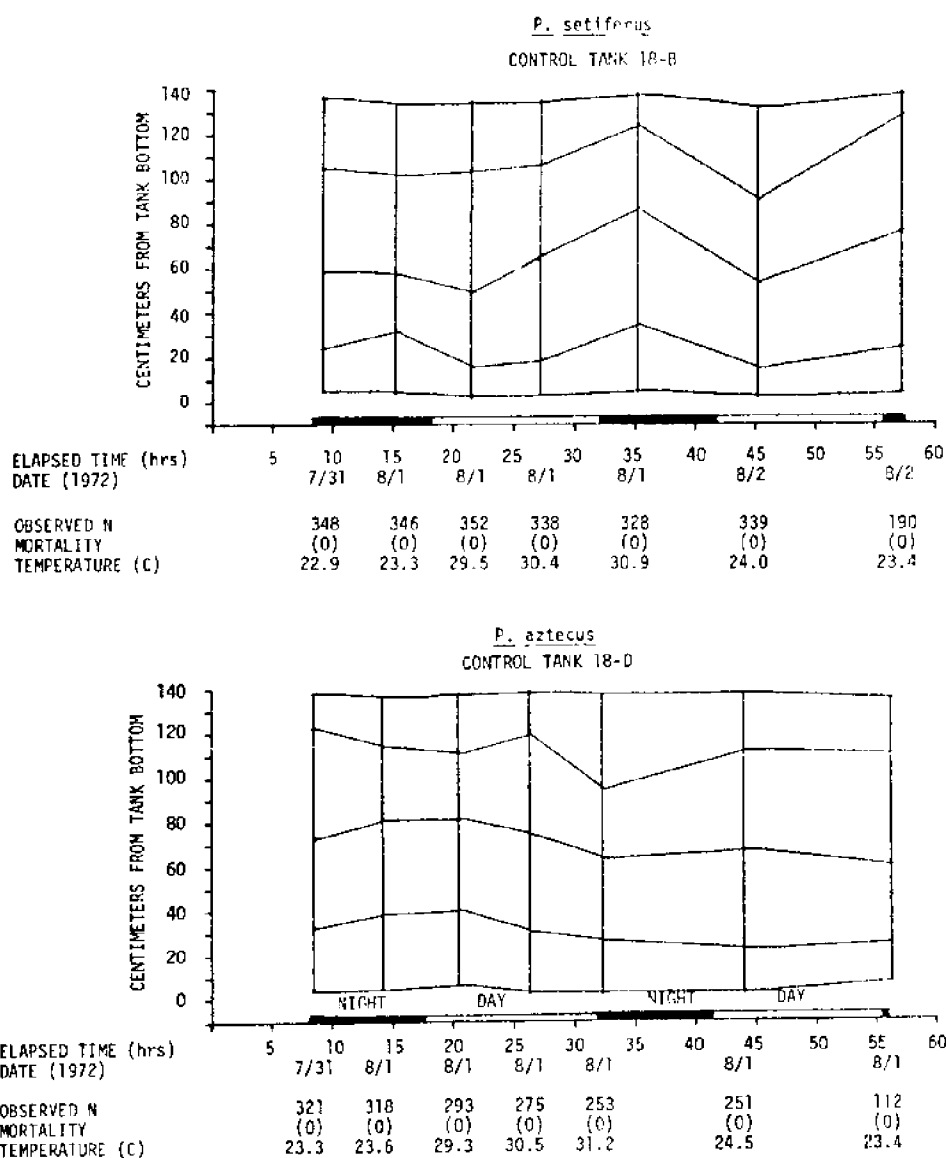 P. setiferus
CONTROL TANK 18-B
CENTIMETERS FROM TANK BOTTOM
140
120
100
80
60
40
20
0
ELAPSED TIME (hrs) 5 10 15 20 25 30 35 40 45 50 55 60
DATE (1972) 7/31 8/1 8/1 8/1 8/1 8/2 8/2
OBSERVED N 348 346 352 338 328 339 190
MORTALITY (0) (0) (0) (0) (0) (0) (0)
TEMPERATURE (C) 22.9 23.3 29.5 30.4 30.9 24.0 23.4
P. aztecus
CONTROL TANK 18-D
CENTIMETERS FROM TANK BOTTOM
140
120
100
80
60
40
20
0
NIGHT DAY NIGHT DAY
ELAPSED TIME (hrs) 5 10 15 20 25 30 35 40 45 50 55 60
DATE (1972) 7/31 8/1 8/1 8/1 8/1 8/1 8/1
OBSERVED N 321 318 293 275 253 251 112
MORTALITY (0) (0) (0) (0) (0) (0) (0)
TEMPERATURE (C) 23.3 23.6 29.3 30.5 31.2 24.5 23.4